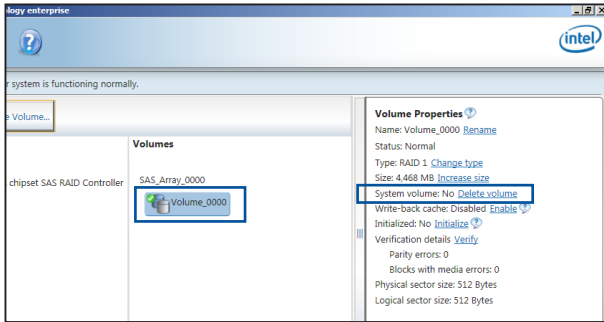 ology enterprise
intel
r system is functioning normally.
e Volume...
Volumes
chipset SAS RAID Controller
SAS_Array_0000
Volume_0000
Volume Properties
Name: Volume_0000 Rename
Status: Normal
Type: RAID 1 Change type
Size: 4,468 MB Increase size
System volume: No Delete volume
Write-back cache: Disabled Enable
Initialized: No Initialize
Verification details Verify
Parity errors: 0
Blocks with media errors: 0
Physical sector size: 512 Bytes
Logical sector size: 512 Bytes